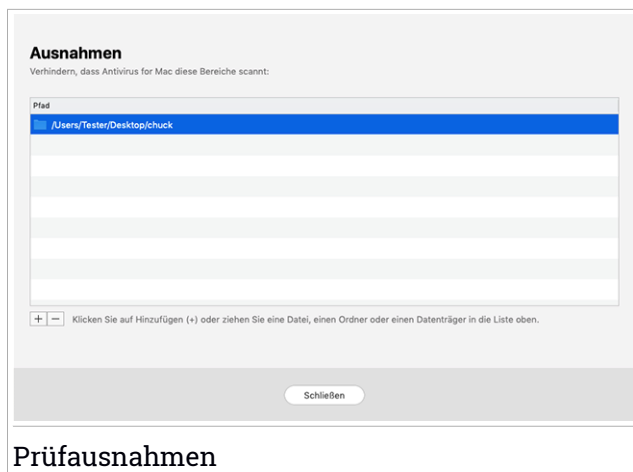 Ausnahmen
Verhindern, dass Antivirus for Mac diese Bereiche scannt:
Pfad
/Users/Tester/Desktop/chuck
Klicken Sie auf Hinzufügen (+) oder ziehen Sie eine Datei, einen Ordner oder einen Datenträger in die Liste oben.
Schließen
Prüfausnahmen